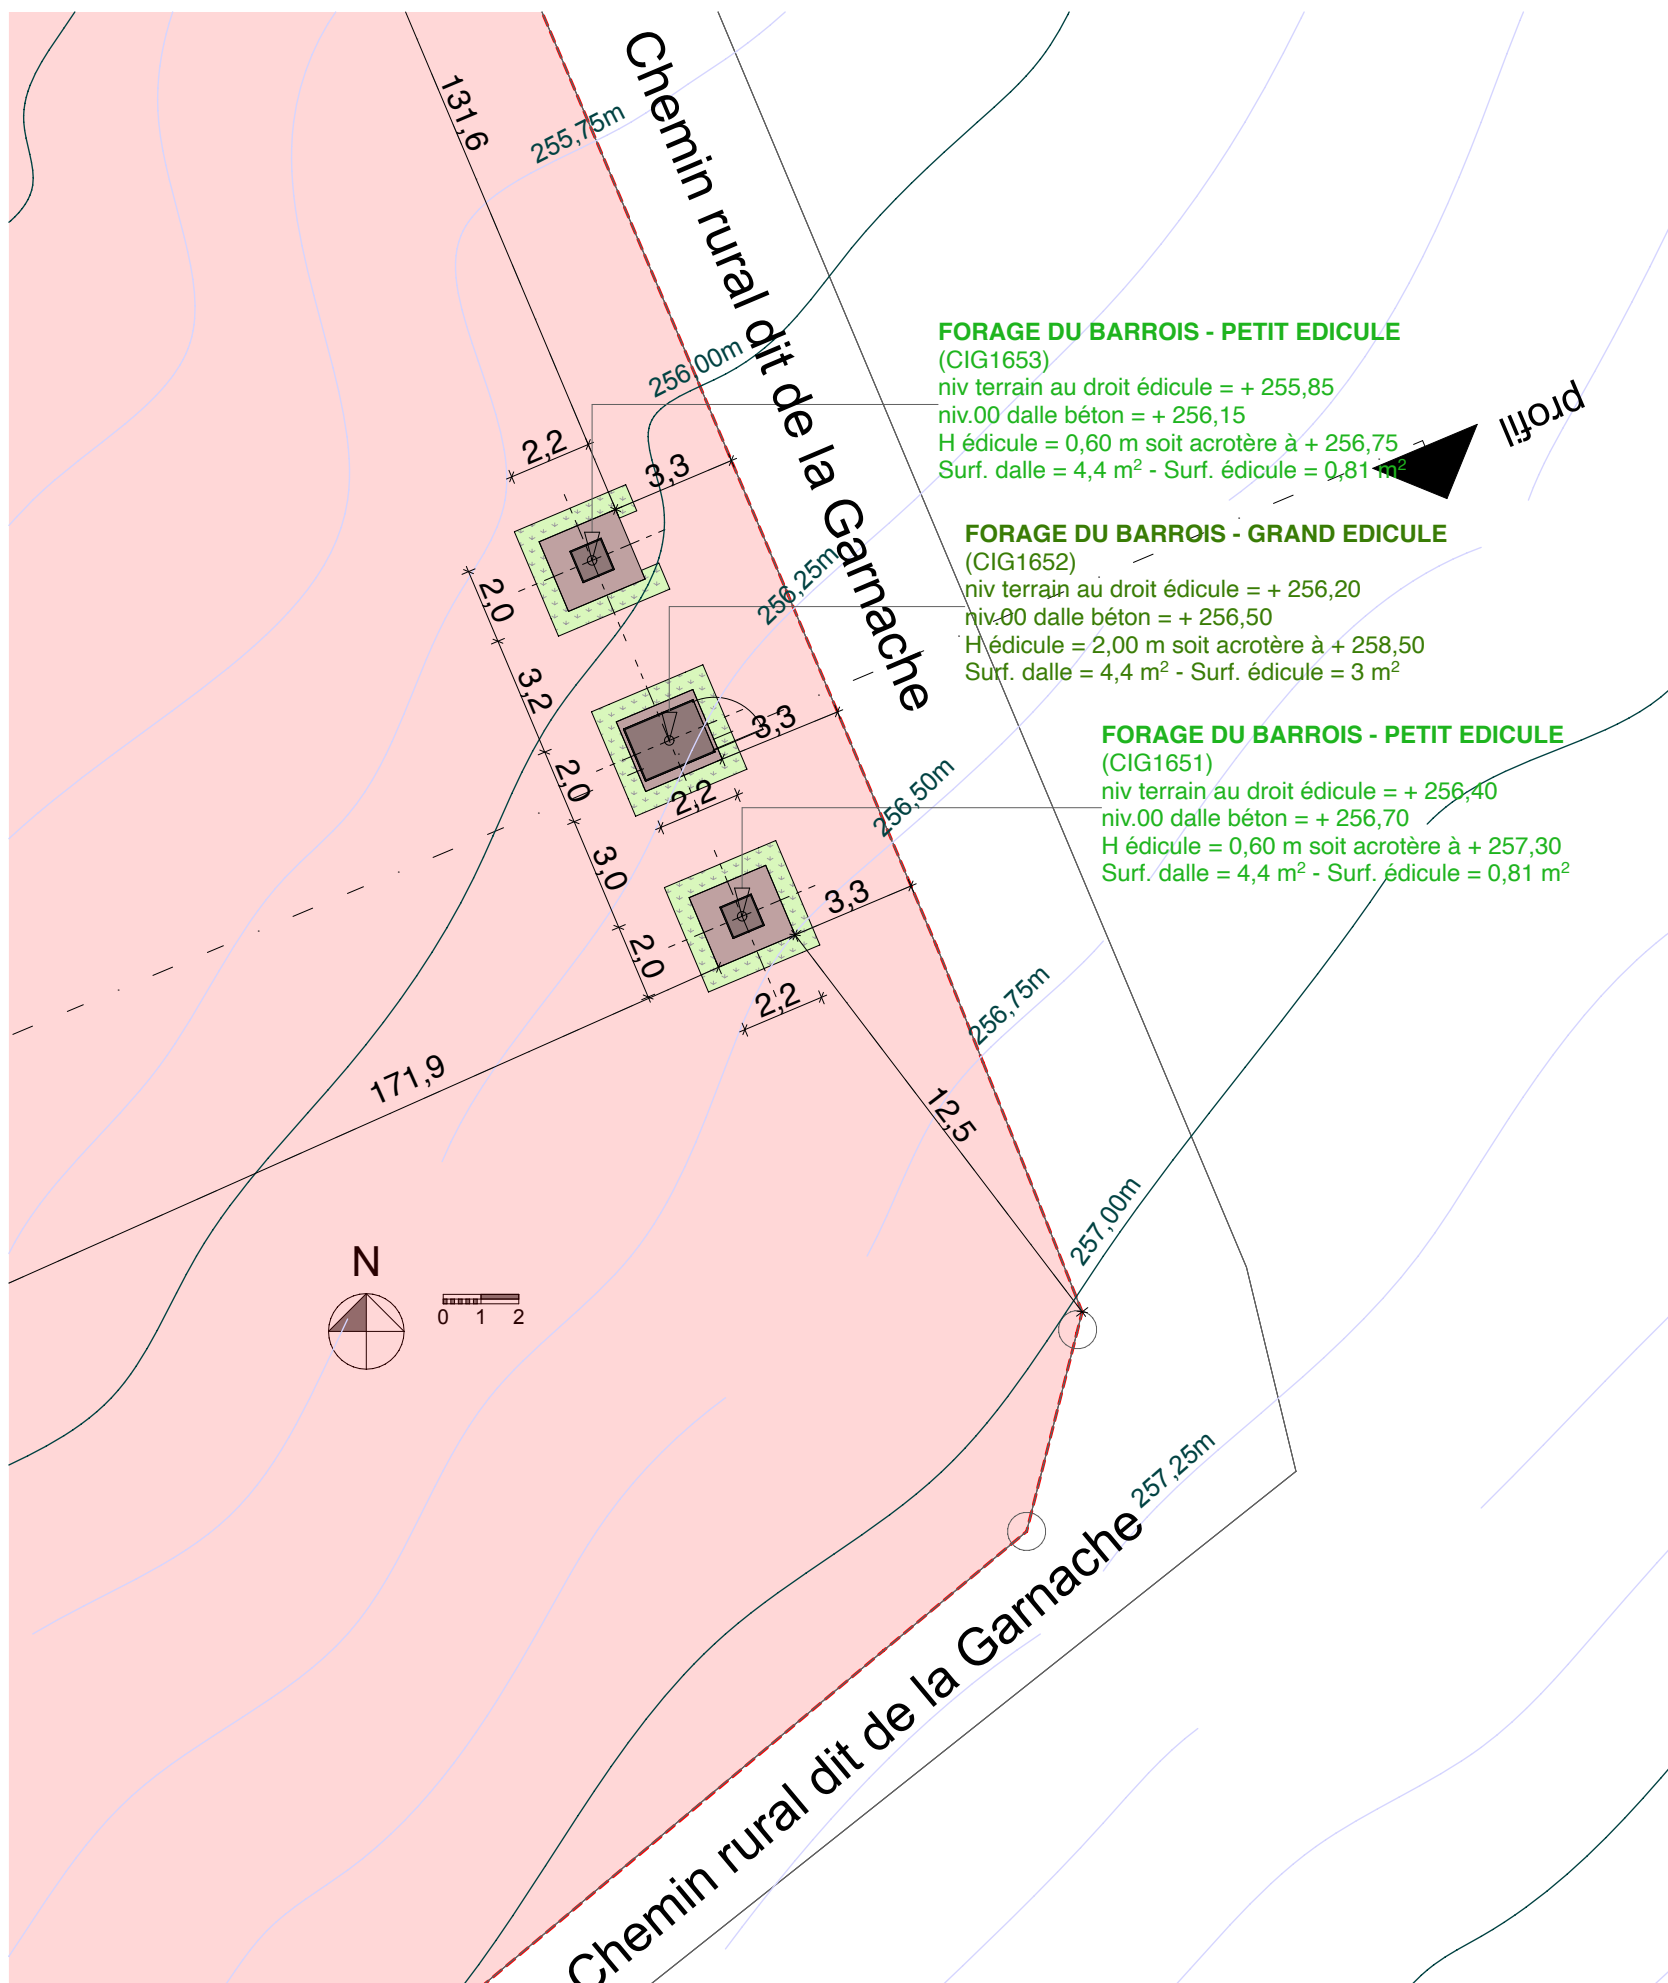 Chemin rural dit de la Garnache
131,6
255,75m
256,00m
FORAGE DU BARROIS - PETIT EDICULE
(CIG1653)
niv terrain au droit édicule = + 255,85
niv.00 dalle béton = + 256,15
H édicule = 0,60 m soit acrotère à + 256,75
Surf. dalle = 4,4 m² - Surf. édicule = 0,81 m²
profil
2,2
3,3
FORAGE DU BARROIS - GRAND EDICULE
(CIG1652)
niv terrain au droit édicule = + 256,20
niv.00 dalle béton = + 256,50
H édicule = 2,00 m soit acrotère à + 258,50
Surf. dalle = 4,4 m² - Surf. édicule = 3 m²
256,25m
2,0
3,2
3,3
2,0
2,2
FORAGE DU BARROIS - PETIT EDICULE
(CIG1651)
niv terrain au droit édicule = + 256,40
niv.00 dalle béton = + 256,70
H édicule = 0,60 m soit acrotère à + 257,30
Surf. dalle = 4,4 m² - Surf. édicule = 0,81 m²
256,50m
3,0
3,3
2,0
2,2
256,75m
171,9
12,5
257,00m
N
0 1 2
257,25m
Chemin rural dit de la Garnache